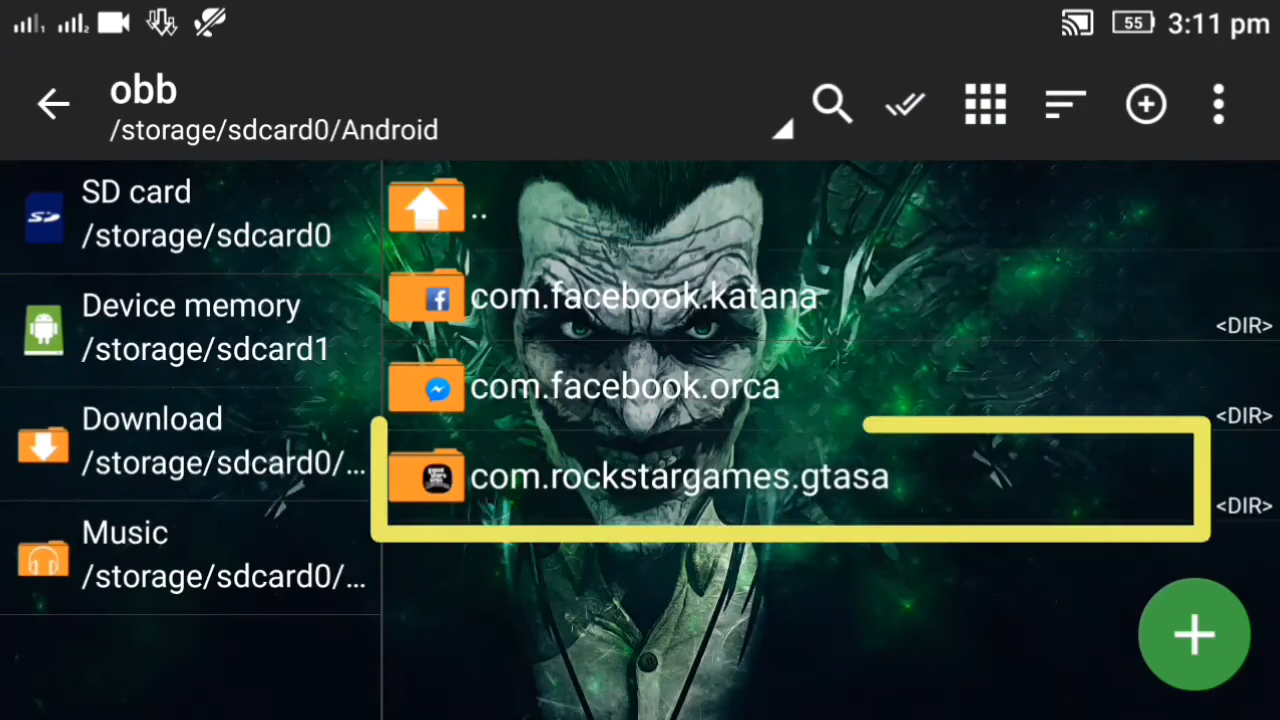 55 3:11 pm
obb
/storage/sdcard0/Android
SD card
/storage/sdcard0
Device memory
/storage/sdcard1
Download
/storage/sdcard0/...
Music
/storage/sdcard0/...
..
com.facebook.katana
<DIR>
com.facebook.orca
<DIR>
com.rockstargames.gtasa
<DIR>